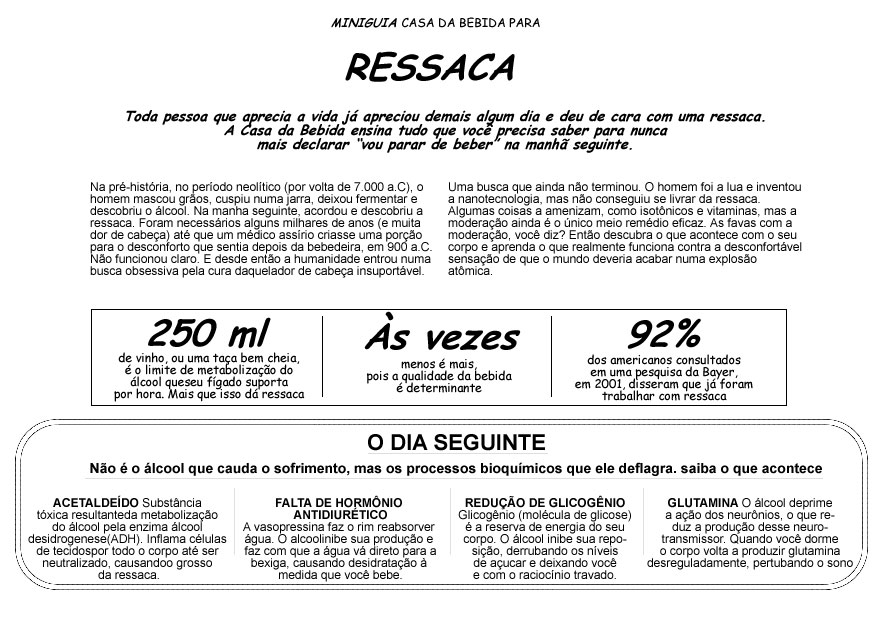 MINIGUIA CASA DA BEBIDA PARA
RESSACA
Toda pessoa que aprecia a vida já apreciou demais algum dia e deu de cara com uma ressaca.
A Casa da Bebida ensina tudo que você precisa saber para nunca
mais declarar "vou parar de beber" na manhã seguinte.
Na pré-história, no período neolítico (por volta de 7.000 a.C), o
homem mascou grãos, cuspiu numa jarra, deixou fermentar e
descobriu o álcool. Na manha seguinte, acordou e descobriu a
ressaca. Foram necessários alguns milhares de anos (e muita
dor de cabeça) até que um médico assírio criasse uma porção
para o desconforto que sentia depois da bebedeira, em 900 a.C.
Não funcionou claro. E desde então a humanidade entrou numa
busca obsessiva pela cura daquelador de cabeça insuportável.
Uma busca que ainda não terminou. O homem foi a lua e inventou
a nanotecnologia, mas não conseguiu se livrar da ressaca.
Algumas coisas a amenizam, como isotônicos e vitaminas, mas a
moderação ainda é o único meio remédio eficaz. As favas com a
moderação, você diz? Então descubra o que acontece com o seu
corpo e aprenda o que realmente funciona contra a desconfortável
sensação de que o mundo deveria acabar numa explosão
atômica.
250 ml
de vinho, ou uma taça bem cheia,
é o limite de metabolização do
álcool queseu fígado suporta
por hora. Mais que isso dá ressaca
Às vezes
menos é mais,
pois a qualidade da bebida
é determinante
92%
dos americanos consultados
em uma pesquisa da Bayer,
em 2001, disseram que já foram
trabalhar com ressaca
O DIA SEGUINTE
Não é o álcool que cauda o sofrimento, mas os processos bioquímicos que ele deflagra. saiba o que acontece
ACETALDEÍDO Substância
tóxica resultanteda metabolização
do álcool pela enzima álcool
desidrogenese(ADH). Inflama células
de tecidospor todo o corpo até ser
neutralizado, causandoo grosso
da ressaca.
FALTA DE HORMÔNIO
ANTIDIURÉTICO
A vasopressina faz o rim reabsorver
água. O alcoolinibe sua produção e
faz com que a água vá direto para a
bexiga, causando desidratação à
medida que você bebe.
REDUÇÃO DE GLICOGÊNIO
Glicogênio (molécula de glicose)
é a reserva de energia do seu
corpo. O álcool inibe sua repo-
sição, derrubando os níveis
de açucar e deixando você
e com o raciocínio travado.
GLUTAMINA O álcool deprime
a ação dos neurônios, o que re-
duz a produção desse neuro-
transmissor. Quando você dorme
o corpo volta a produzir glutamina
desreguladamente, pertubando o sono